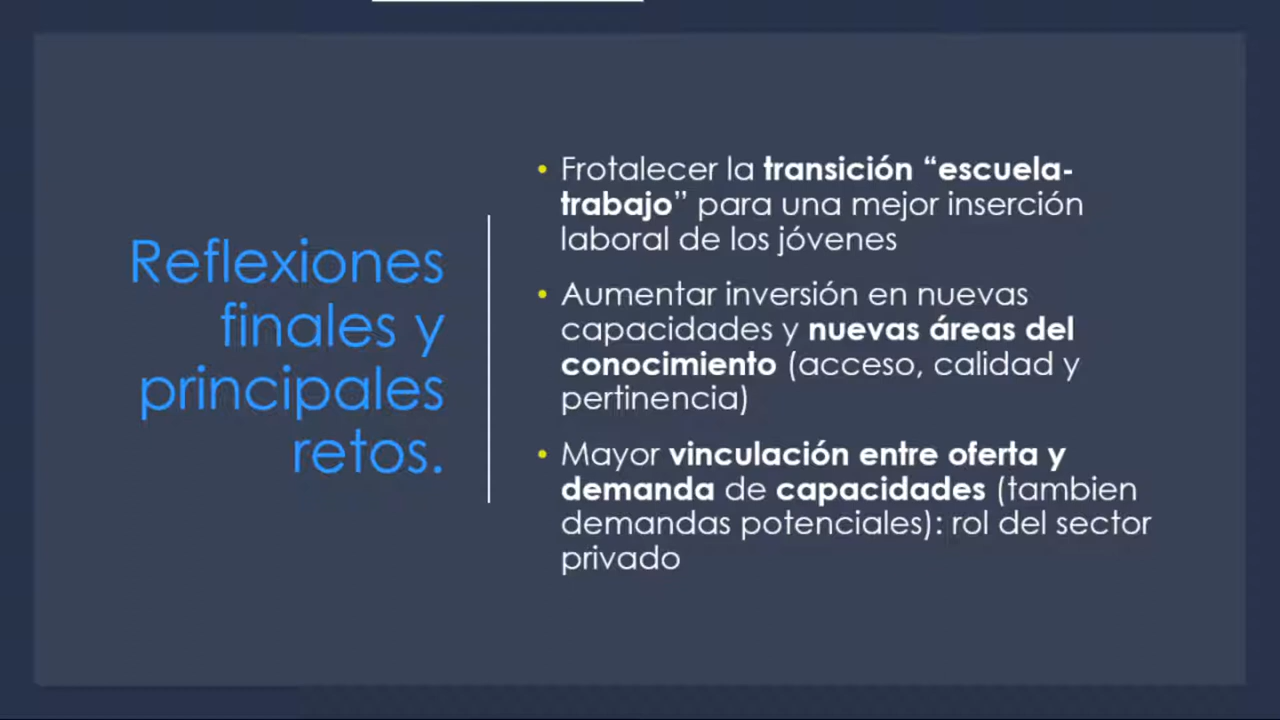 Reflexiones
finales y
principales
retos.
• Frotalecer la transición “escuela-
trabajo” para una mejor inserción
laboral de los jóvenes
• Aumentar inversión en nuevas
capacidades y nuevas áreas del
conocimiento (acceso, calidad y
pertinencia)
• Mayor vinculación entre oferta y
demanda de capacidades (tambien
demandas potenciales): rol del sector
privado